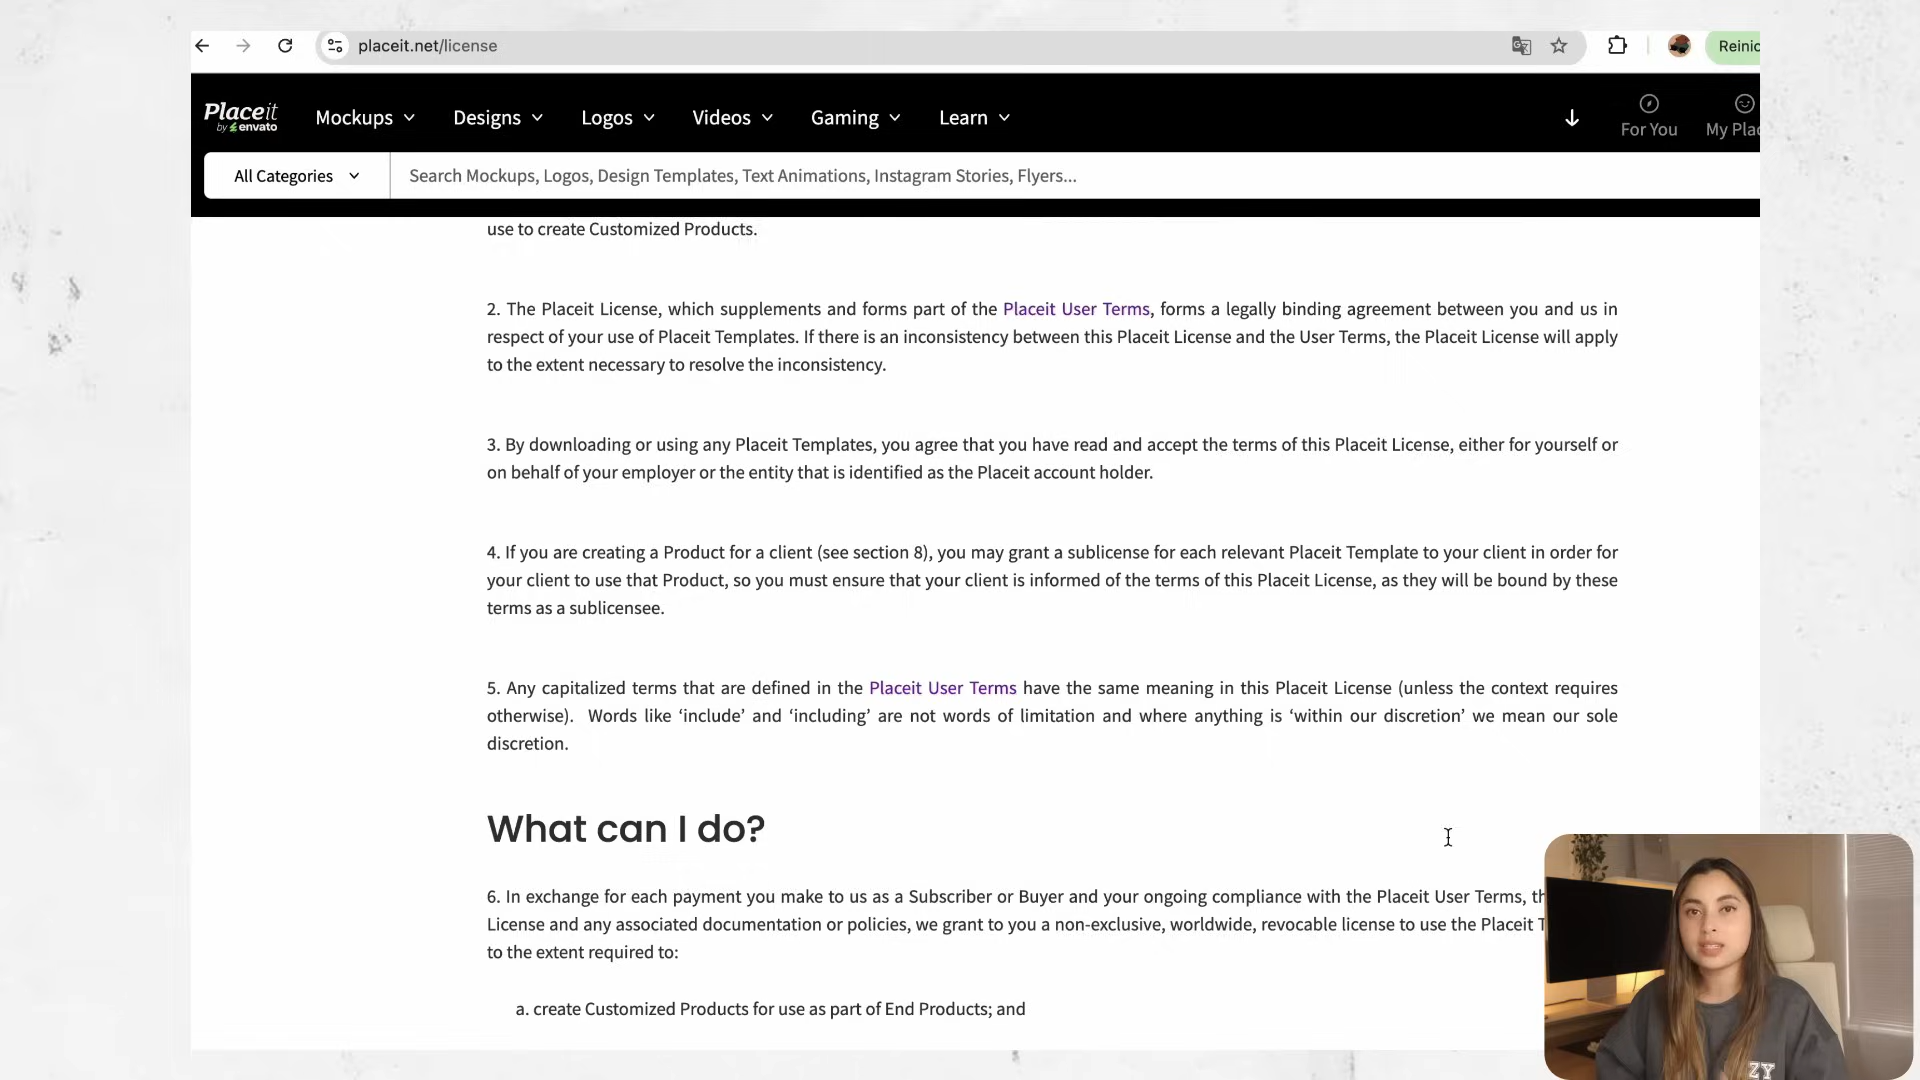 placeit.net/license
Reinic
Placeit
by envato
Mockups
Designs
Logos
Videos
Gaming
Learn
For You
My Plac
All Categories
Search Mockups, Logos, Design Templates, Text Animations, Instagram Stories, Flyers...
use to create Customized Products.
2. The Placeit License, which supplements and forms part of the Placeit User Terms, forms a legally binding agreement between you and us in
respect of your use of Placeit Templates. If there is an inconsistency between this Placeit License and the User Terms, the Placeit License will apply
to the extent necessary to resolve the inconsistency.
3. By downloading or using any Placeit Templates, you agree that you have read and accept the terms of this Placeit License, either for yourself or
on behalf of your employer or the entity that is identified as the Placeit account holder.
4. If you are creating a Product for a client (see section 8), you may grant a sublicense for each relevant Placeit Template to your client in order for
your client to use that Product, so you must ensure that your client is informed of the terms of this Placeit License, as they will be bound by these
terms as a sublicensee.
5. Any capitalized terms that are defined in the Placeit User Terms have the same meaning in this Placeit License (unless the context requires
otherwise). Words like ‘include’ and ‘including’ are not words of limitation and where anything is ‘within our discretion’ we mean our sole
discretion.
What can I do?
6. In exchange for each payment you make to us as a Subscriber or Buyer and your ongoing compliance with the Placeit User Terms, th
License and any associated documentation or policies, we grant to you a non-exclusive, worldwide, revocable license to use the Placeit T
to the extent required to:
a. create Customized Products for use as part of End Products; and
ZY